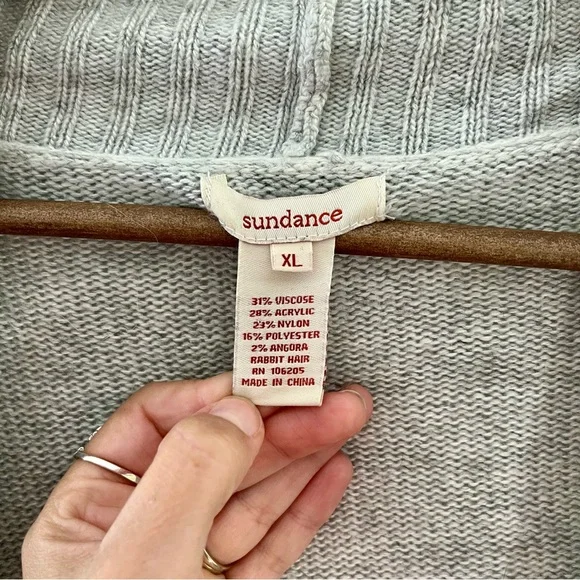 sundance
XL
31% VISCOSE
28% ACRYLIC
23% NYLON
16% POLYESTER
2% ANGORA
RABBIT HAIR
RN 106205
MADE IN CHINA